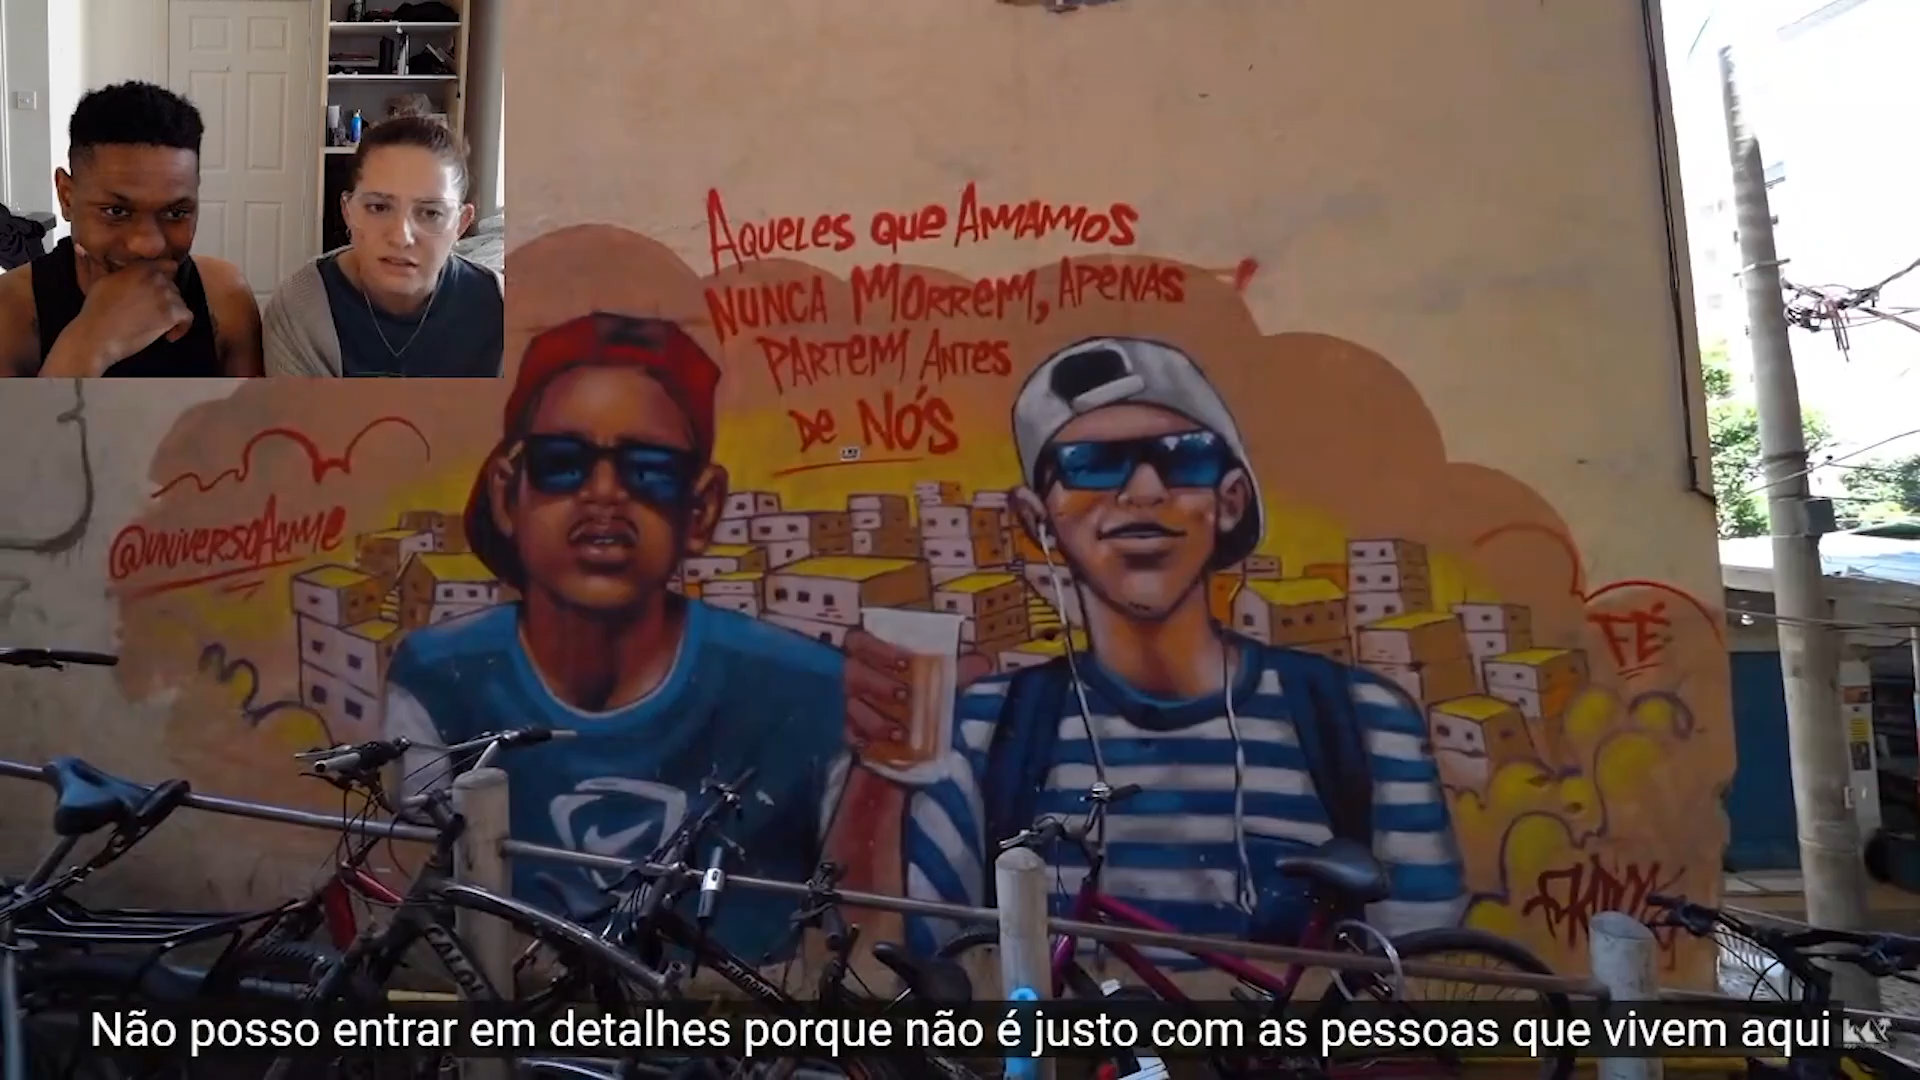 Aqueles que Amamos
nunca morrem, apenas
partem antes
de nós
@universoAcme
Fé
CALOI
Não posso entrar em detalhes porque não é justo com as pessoas que vivem aqui